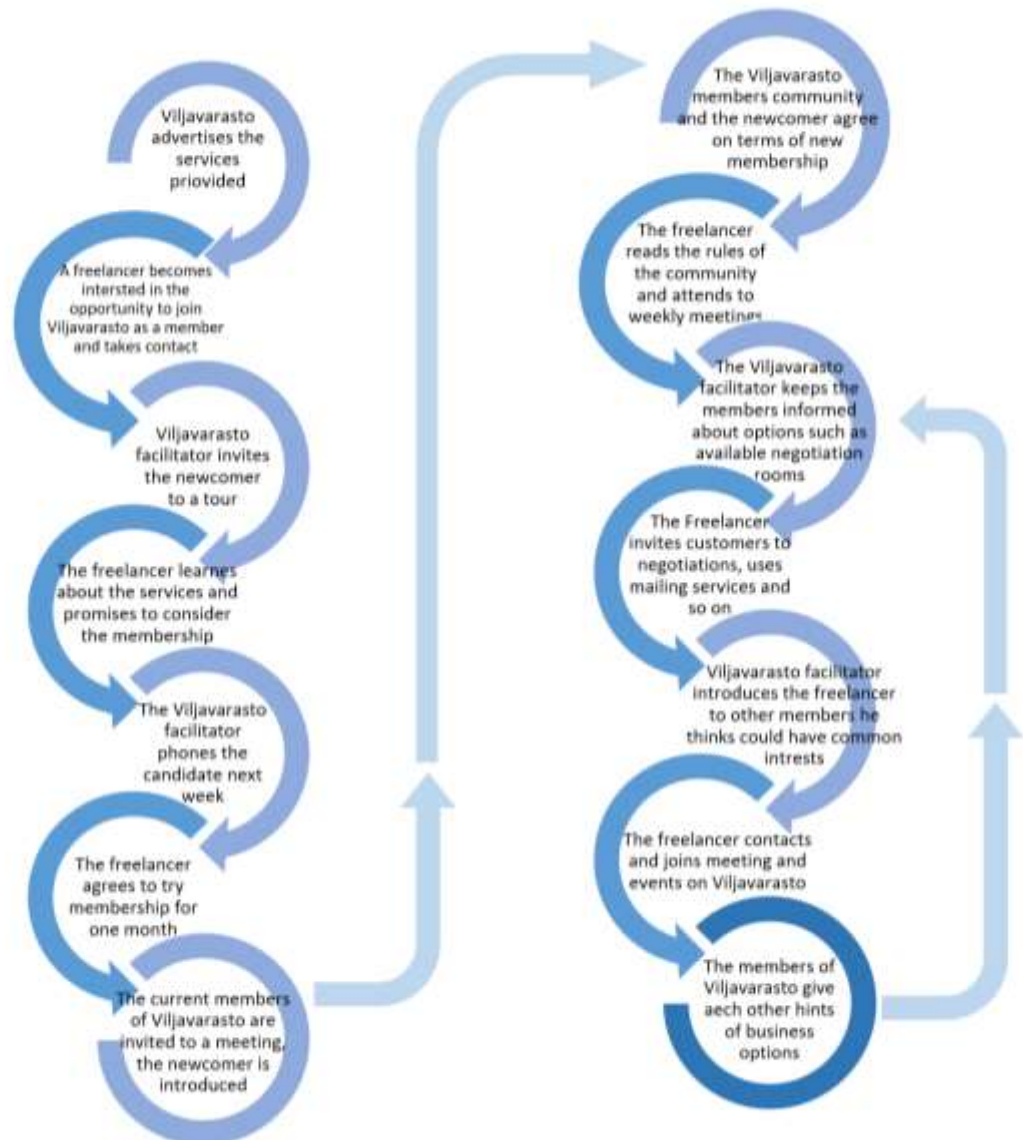 Viljavarasto
advertises the
services
priovided
A freelancer becomes
intersted in the
opportunity to join
Viljavarasto as a member
and takes contact
Viljavarasto
facilitator invites
the newcomer
to a tour
The freelancer learnes
about the services and
promises to consider
the membership
The Viljavarasto
facilitator
phones the
candidate next
week
The freelancer
agrees to try
membership for
one month
The current members
of Viljavarasto are
invited to a meeting,
the newcomer is
introduced
The Viljavarasto
members community
and the newcomer agree
on terms of new
membership
The freelancer
reads the rules of
the community
and attends to
weekly meetings
The Viljavarasto
facilitator keeps the
members informed
about options such as
available negotiation
rooms
The Freelancer
invites customers to
negotiations, uses
mailing services and
so on
Viljavarasto facilitator
introduces the freelancer
to other members he
thinks could have common
intrests
The freelancer contacts
and joins meeting and
events on Viljavarasto
The members of
Viljavarasto give
aech other hints
of business
options